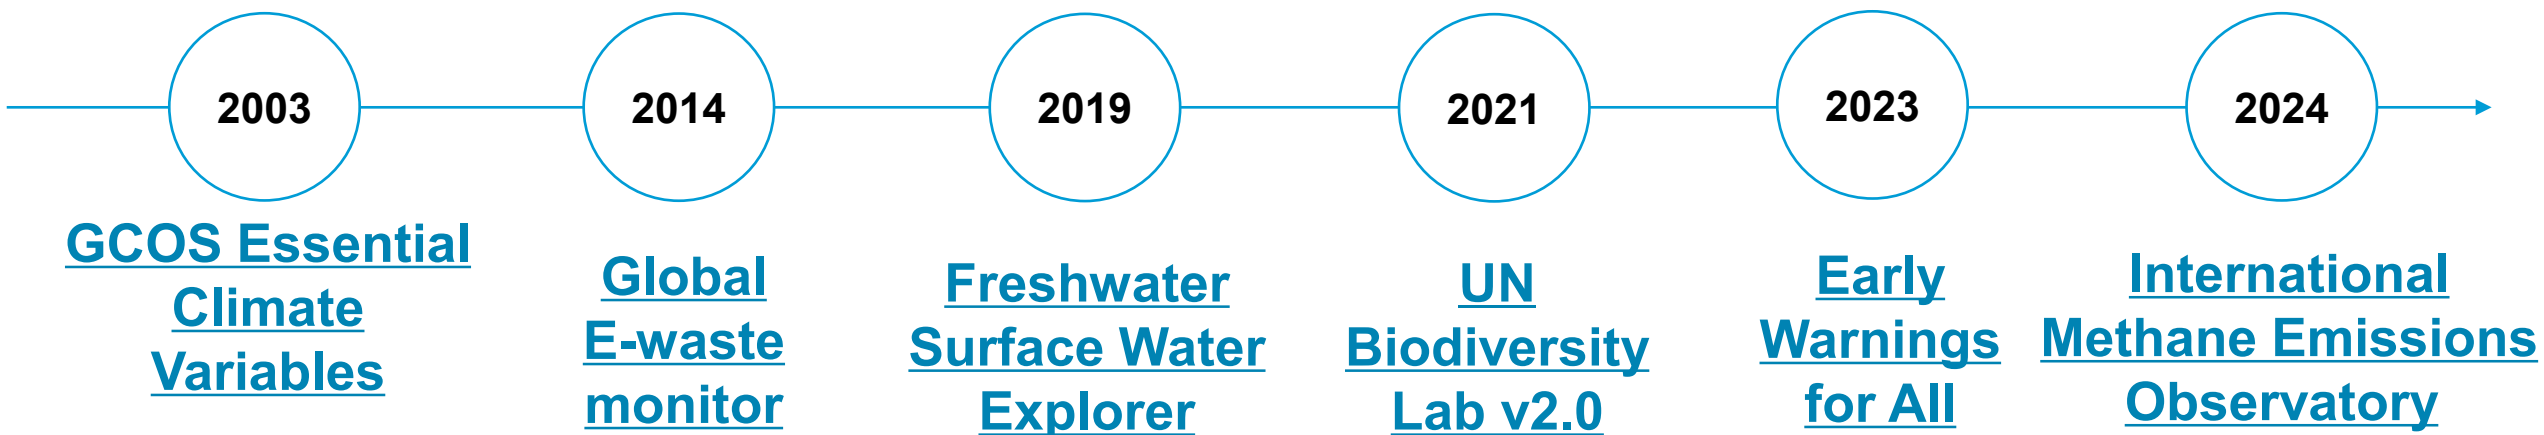 2003
2014
2019
2021
2023
2024
GCOS Essential
Climate
Variables
Global
E-waste
monitor
Freshwater
Surface Water
Explorer
UN
Biodiversity
Lab v2.0
Early
Warnings
for All
International
Methane Emissions
Observatory